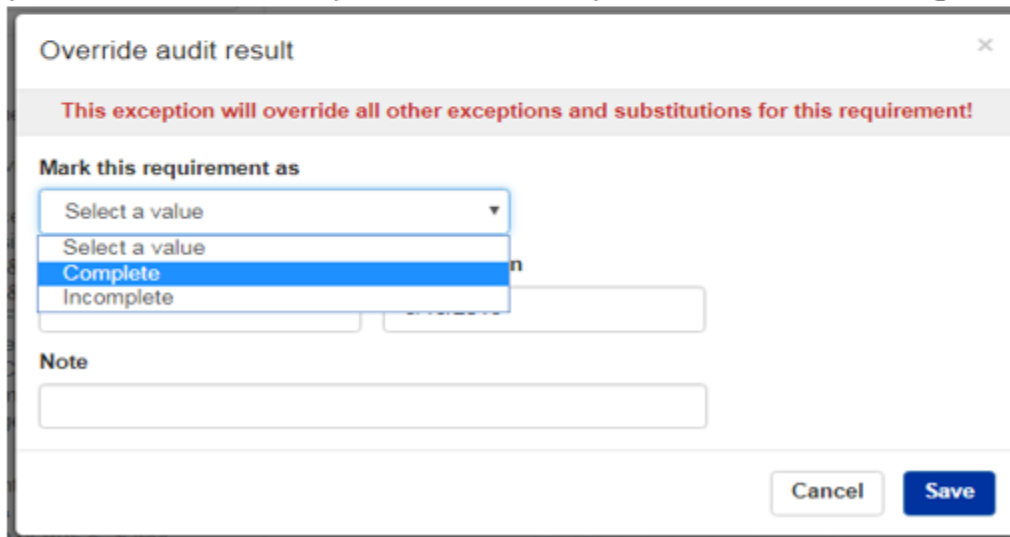 Override audit result ×
This exception will override all other exceptions and substitutions for this requirement!
Mark this requirement as
Select a value
Select a value
Complete
Incomplete
Note
Cancel Save